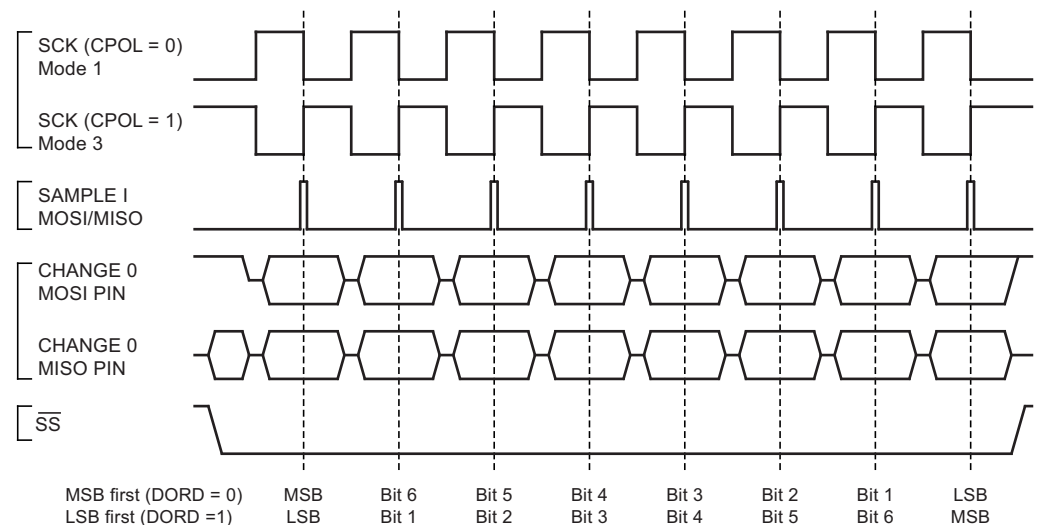 SCK (CPOL = 0)
Mode 1
SCK (CPOL = 1)
Mode 3
SAMPLE I
MOSI/MISO
CHANGE 0
MOSI PIN
CHANGE 0
MISO PIN
SS
MSB first (DORD = 0) MSB Bit 6 Bit 5 Bit 4 Bit 3 Bit 2 Bit 1 LSB
LSB first (DORD =1) LSB Bit 1 Bit 2 Bit 3 Bit 4 Bit 5 Bit 6 MSB